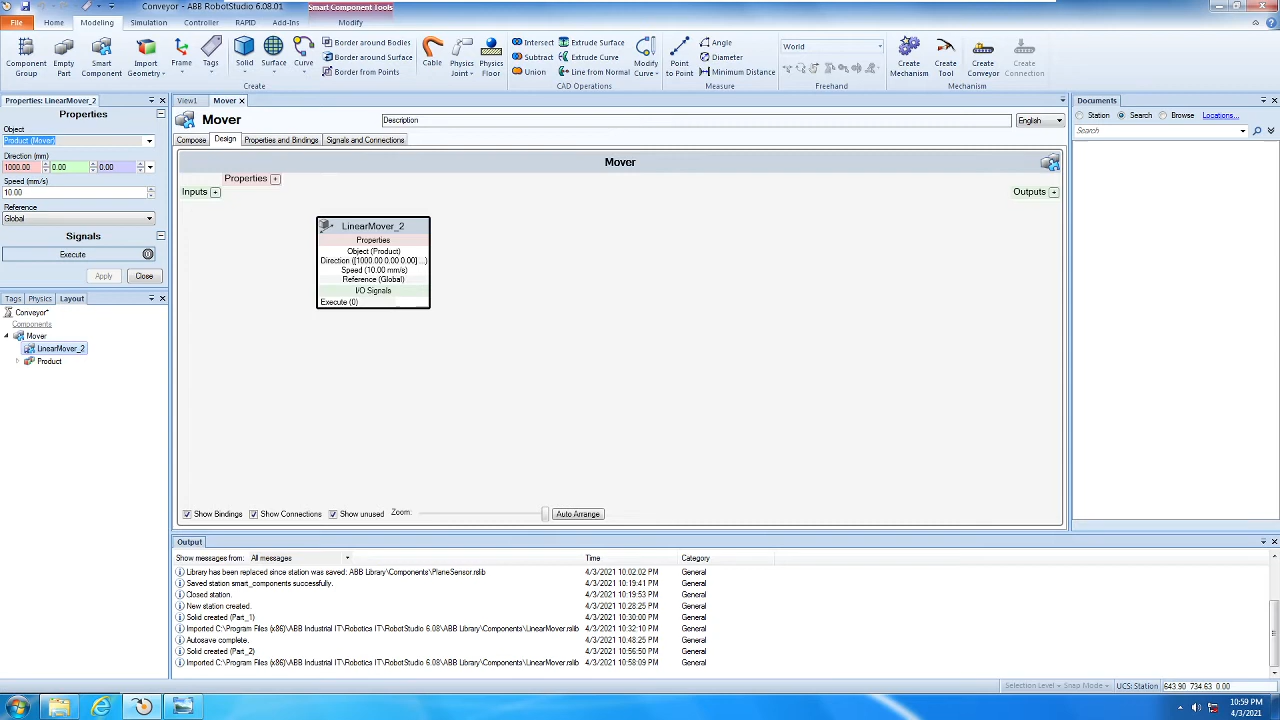 Conveyor - ABB RobotStudio 6.08.01
Smart Component Tools
File Home Modeling Simulation Controller RAPID Add-Ins Modify
Component Group
Empty Part
Smart Component
Import Geometry
Frame
Tags
Solid
Surface
Curve
Border around Bodies
Border around Surface
Border from Points
Cable
Physics Joint
Physics Floor
Intersect
Subtract
Union
Extrude Surface
Extrude Curve
Line from Normal
Modify Curve
Point to Point
Angle
Diameter
Minimum Distance
World
Create Mechanism
Create Tool
Create Conveyor
Create Connection
Create
CAD Operations
Measure
Freehand
Mechanism
Properties: LinearMover_2
Properties
Object
Product (Mover)
Direction (mm)
1000.00 0.00 0.00
Speed (mm/s)
10.00
Reference
Global
Signals
Execute
Apply Close
Tags Physics Layout
Conveyor*
Components
Mover
LinearMover_2
Product
View1 Mover
Mover
Description
English
Compose Design Properties and Bindings Signals and Connections
Mover
Properties
Inputs
Outputs
LinearMover_2
Properties
Object (Product)
Direction ([1000.00 0.00 0.00] ...)
Speed (10.00 mm/s)
Reference (Global)
I/O Signals
Execute (0)
Show Bindings Show Connections Show unused Zoom: Auto Arrange
Documents
Station Search Browse Locations...
Search
Output
Show messages from: All messages Time Category
Library has been replaced since station was saved: ABB Library\Components\PlaneSensor.rslib 4/3/2021 10:02.02 PM General
Saved station smart_components successfully. 4/3/2021 10:19:41 PM General
Closed station. 4/3/2021 10:19:53 PM General
New station created. 4/3/2021 10:28:25 PM General
Solid created (Part_1) 4/3/2021 10:30:00 PM General
Imported C:\Program Files (x86)\ABB Industrial IT\Robotics IT\RobotStudio 6.08\ABB Library\Components\LinearMover.rslib 4/3/2021 10:32:10 PM General
Autosave complete. 4/3/2021 10:48:25 PM General
Solid created (Part_2) 4/3/2021 10:56:50 PM General
Imported C:\Program Files (x86)\ABB Industrial IT\Robotics IT\RobotStudio 6.08\ABB Library\Components\LinearMover.rslib 4/3/2021 10:58:09 PM General
Selection Level Snap Mode UCS: Station 643.90 734.63 0.00
10:59 PM
4/3/2021